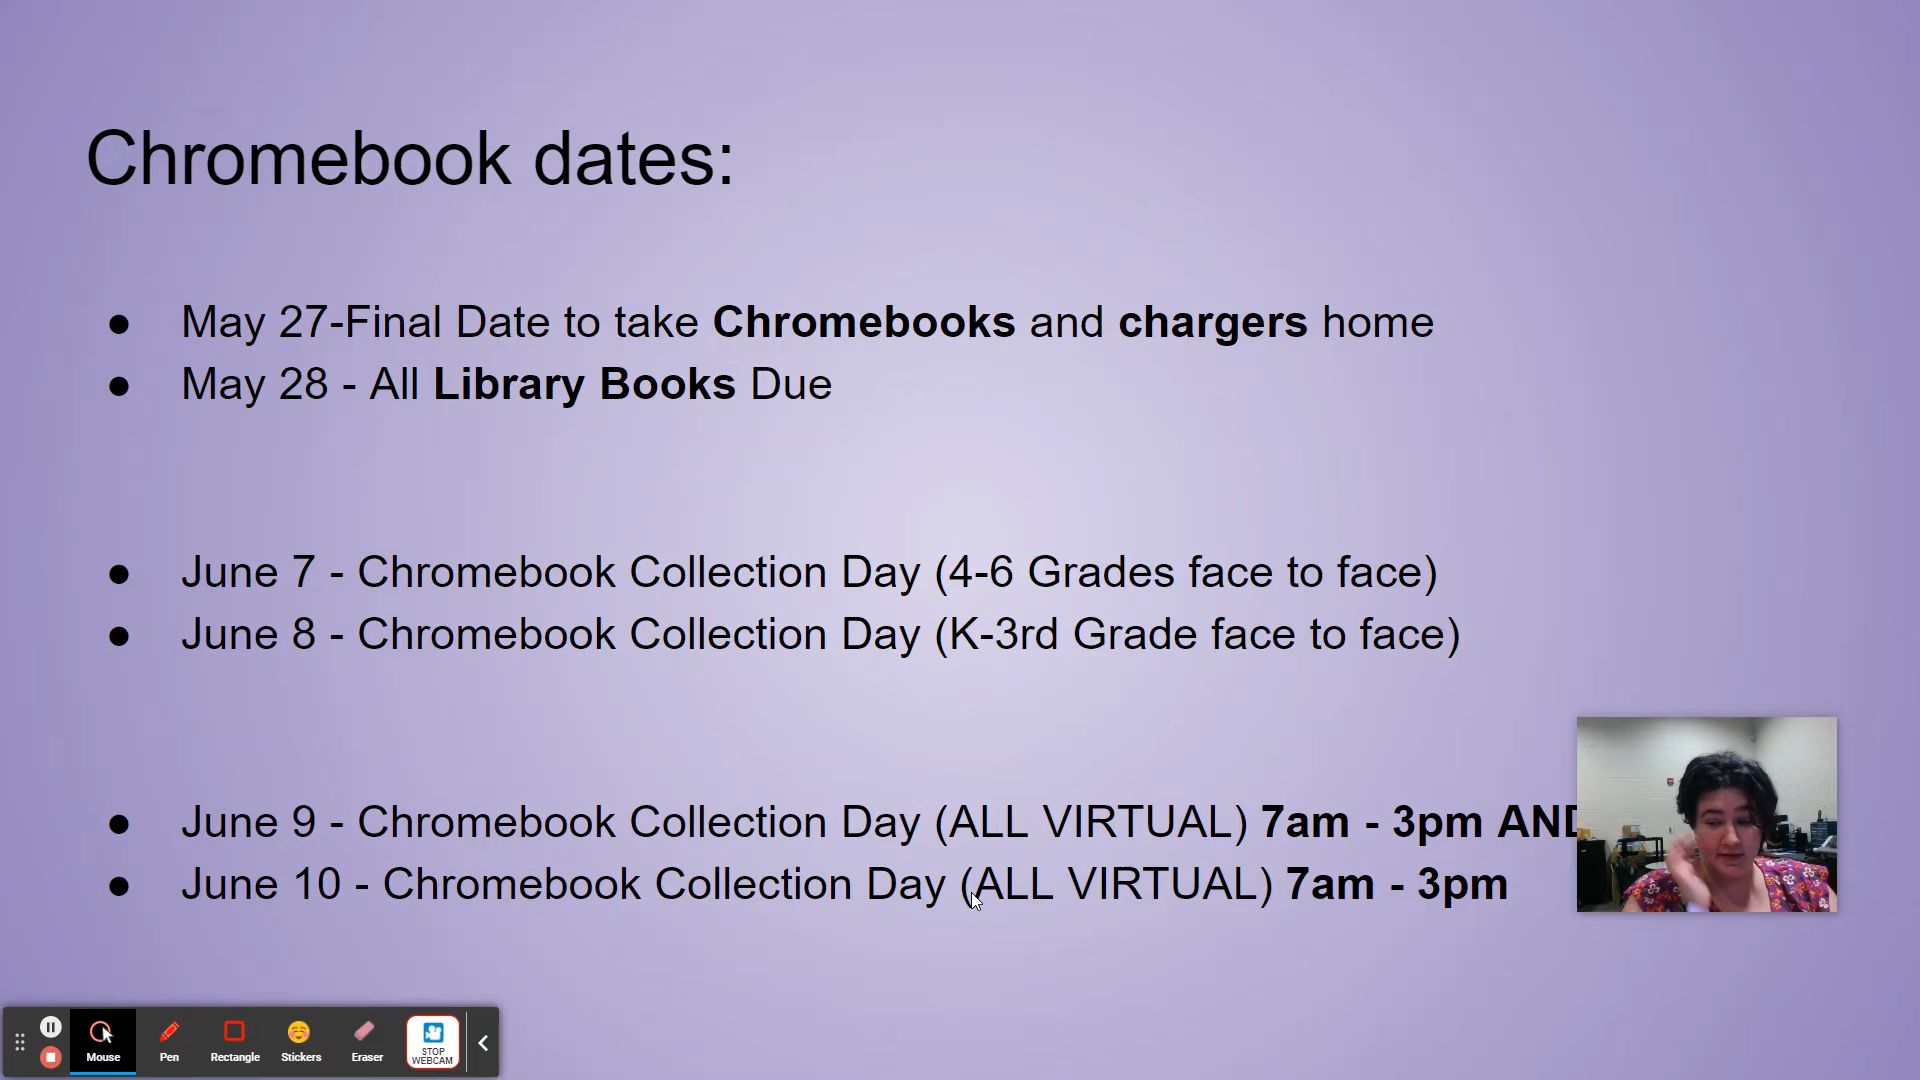 Chromebook dates:
● May 27-Final Date to take Chromebooks and chargers home
● May 28 - All Library Books Due
● June 7 - Chromebook Collection Day (4-6 Grades face to face)
● June 8 - Chromebook Collection Day (K-3rd Grade face to face)
● June 9 - Chromebook Collection Day (ALL VIRTUAL) 7am - 3pm AND
● June 10 - Chromebook Collection Day (ALL VIRTUAL) 7am - 3pm
Mouse
Pen
Rectangle
Stickers
Eraser
STOP
WEBCAM